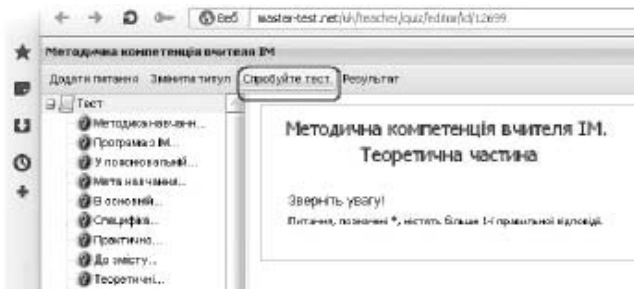 Веб master-test.net/uk/teacher/quiz/editor/id/12699
Методична компетенція вчителя ІМ
Додати питання Змінити титул Спробуйте тест. Результат
Тест
Методика навчанн...
Програма з ІМ...
У пояснювальній...
Мета навчання...
В основній...
Специфіка...
Практична...
До змісту...
Теоретичні...
Методична компетенція вчителя ІМ.
Теоретична частина
Зверніть увагу!
Питання, позначені *, містять більше 1-ї правильної відповіді.